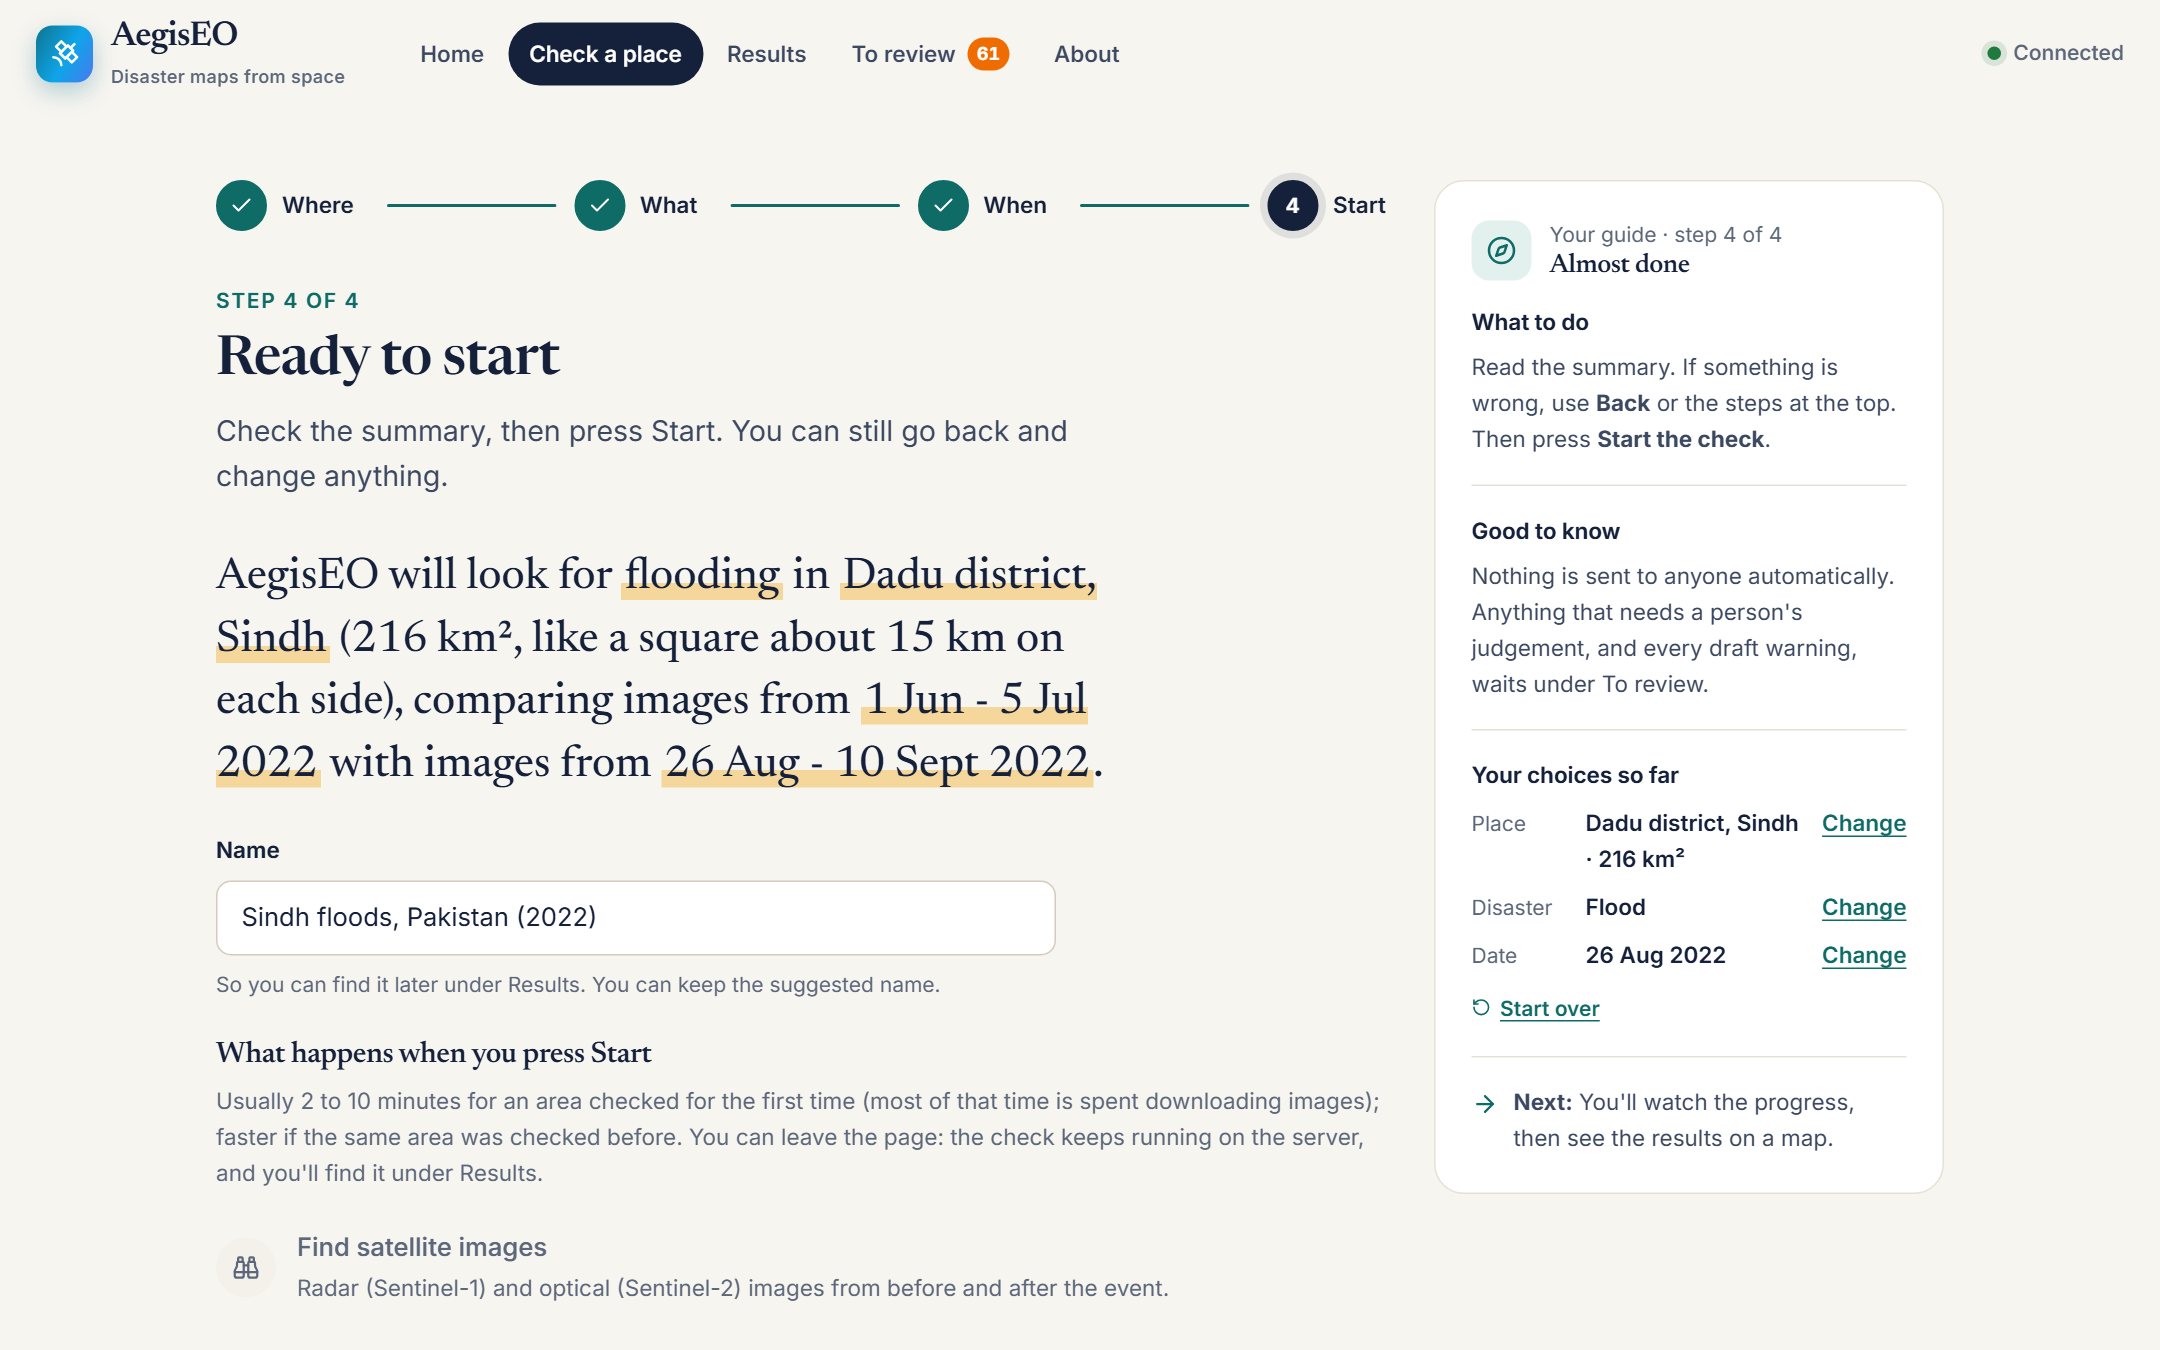 AegisEO
Disaster maps from space
Home
Check a place
Results
To review 61
About
Connected
Where
What
When
4 Start
STEP 4 OF 4
Ready to start
Check the summary, then press Start. You can still go back and
change anything.
AegisEO will look for flooding in Dadu district,
Sindh (216 km², like a square about 15 km on
each side), comparing images from 1 Jun - 5 Jul
2022 with images from 26 Aug - 10 Sept 2022.
Name
Sindh floods, Pakistan (2022)
So you can find it later under Results. You can keep the suggested name.
What happens when you press Start
Usually 2 to 10 minutes for an area checked for the first time (most of that time is spent downloading images);
faster if the same area was checked before. You can leave the page: the check keeps running on the server,
and you'll find it under Results.
Find satellite images
Radar (Sentinel-1) and optical (Sentinel-2) images from before and after the event.
Your guide · step 4 of 4
Almost done
What to do
Read the summary. If something is
wrong, use Back or the steps at the top.
Then press Start the check.
Good to know
Nothing is sent to anyone automatically.
Anything that needs a person's
judgement, and every draft warning,
waits under To review.
Your choices so far
Place Dadu district, Sindh Change
· 216 km²
Disaster Flood Change
Date 26 Aug 2022 Change
Start over
Next: You'll watch the progress,
then see the results on a map.